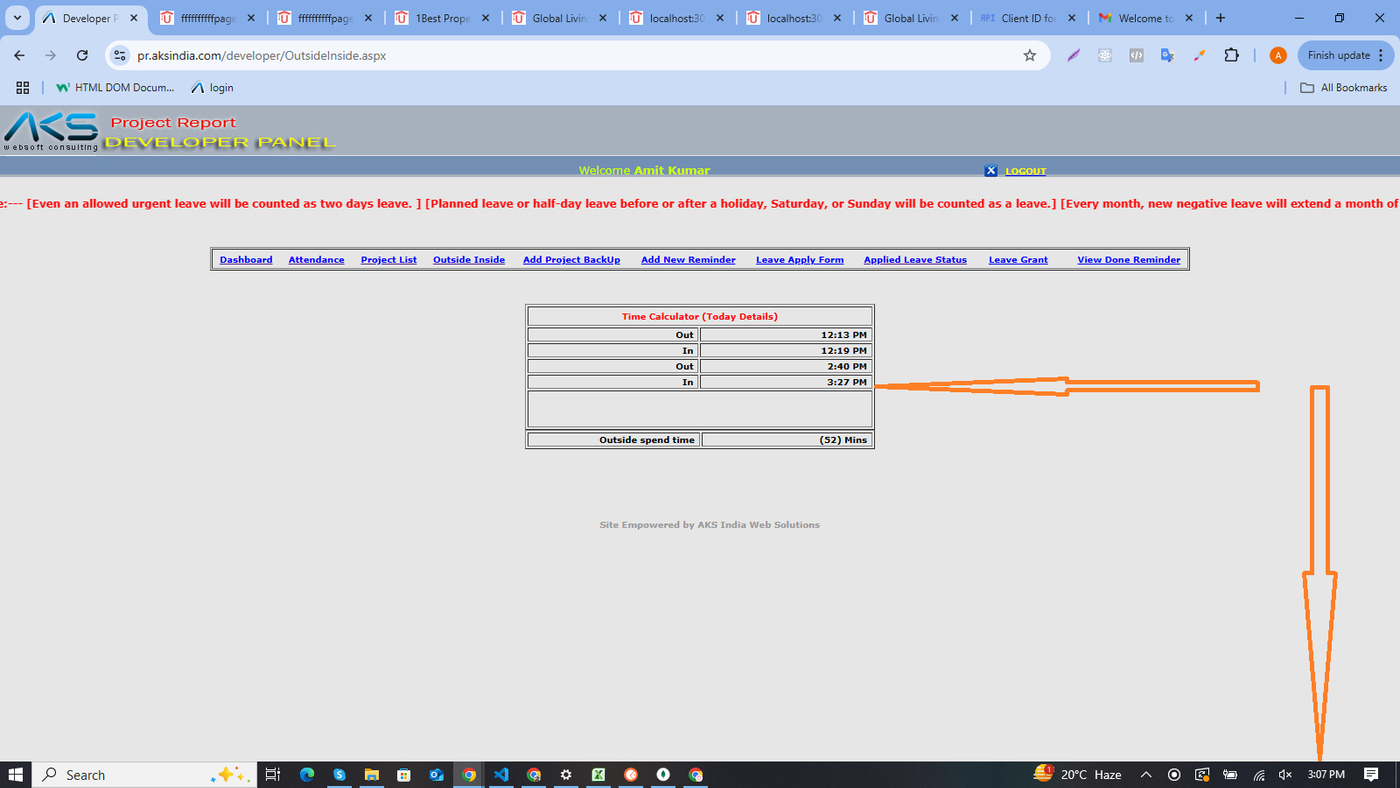 Developer P
ffffffffffpage
ffffffffffpage
1Best Prope
Global Livin
localhost:30
localhost:30
Global Livin
API Client ID for
Welcome to
pr.aksindia.com/developer/OutsideInside.aspx
A
Finish update
HTML DOM Docum...
login
All Bookmarks
AKS
websoft consulting
Project Report
DEVELOPER PANEL
Welcome Amit Kumar
LOGOUT
e:--- [Even an allowed urgent leave will be counted as two days leave. ] [Planned leave or half-day leave before or after a holiday, Saturday, or Sunday will be counted as a leave.] [Every month, new negative leave will extend a month of
Dashboard Attendance Project List Outside Inside Add Project BackUp Add New Reminder Leave Apply Form Applied Leave Status Leave Grant View Done Reminder
Time Calculator (Today Details)
Out 12:13 PM
In 12:19 PM
Out 2:40 PM
In 3:27 PM
Outside spend time (52) Mins
Site Empowered by AKS India Web Solutions
Search
1
20°C Haze
3:07 PM